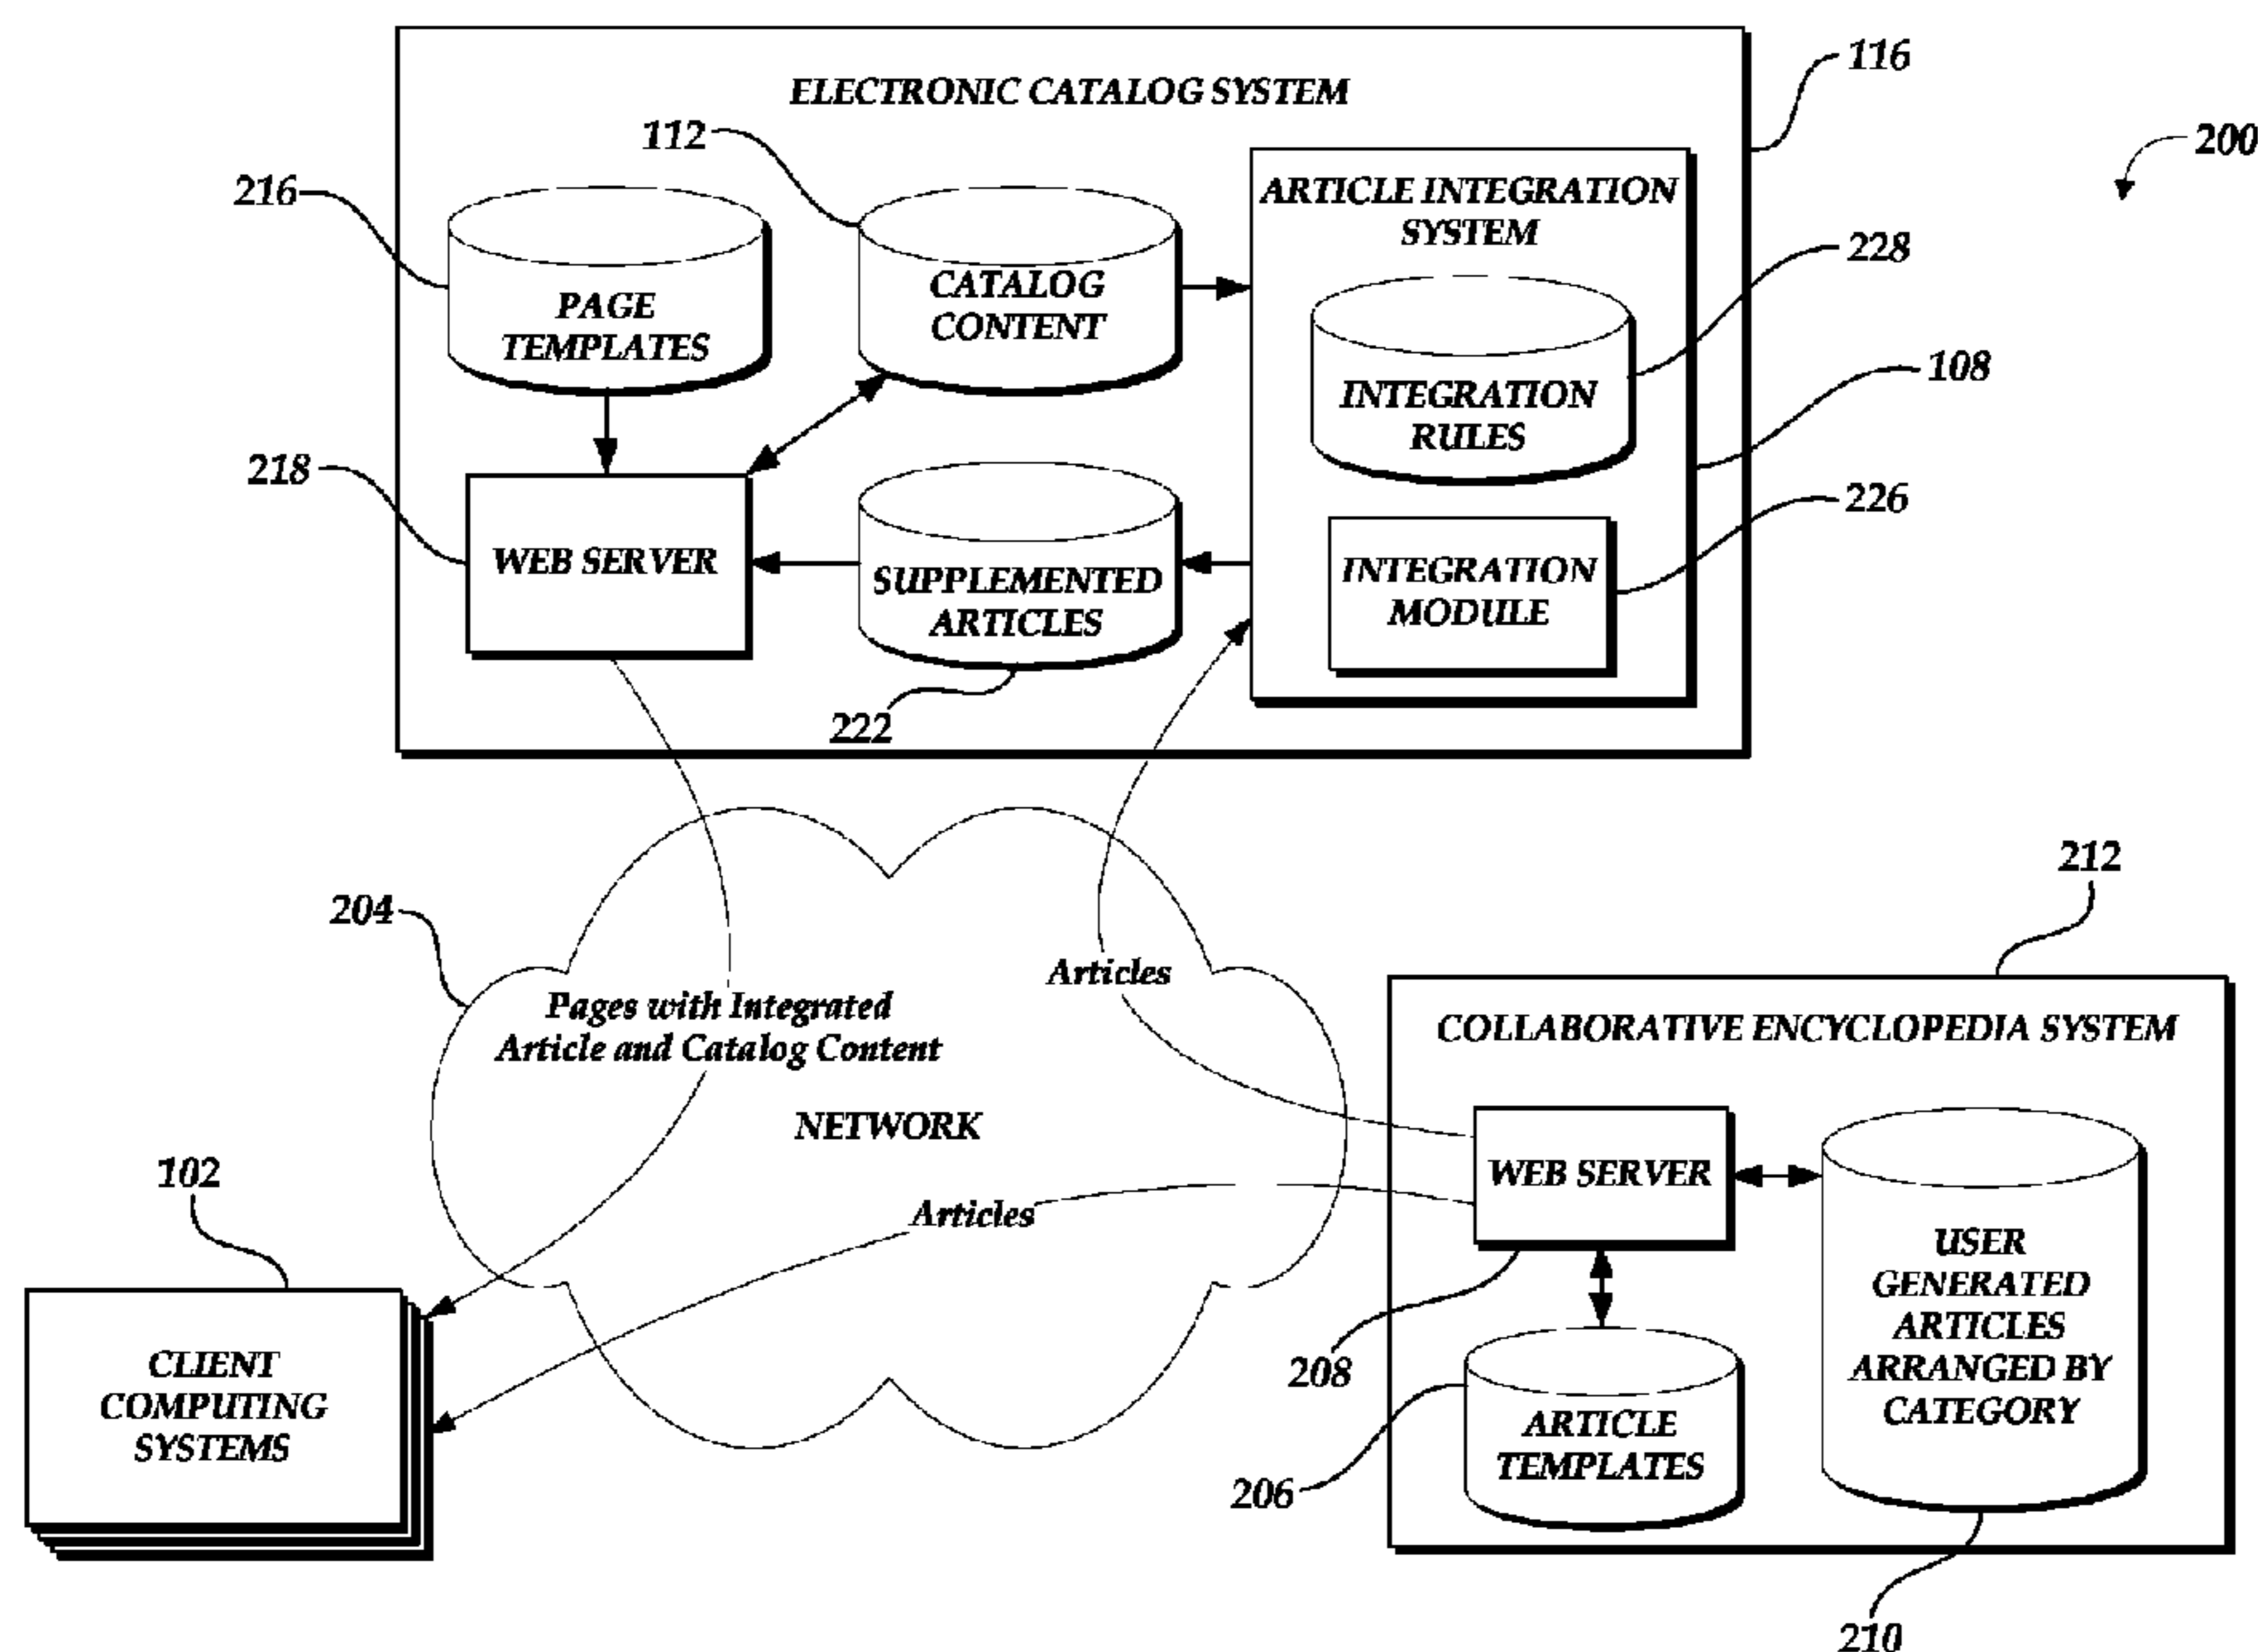 ELECTRONIC CATALOG SYSTEM
116
200
112
216
PAGE
TEMPLATES
CATALOG
CONTENT
ARTICLE INTEGRATION
SYSTEM
228
INTEGRATION
RULES
108
218
WEB SERVER
SUPPLEMENTED
ARTICLES
INTEGRATION
MODULE
226
222
204
Pages with Integrated
Article and Catalog Content
Articles
NETWORK
Articles
212
COLLABORATIVE ENCYCLOPEDIA SYSTEM
WEB SERVER
USER
GENERATED
ARTICLES
ARRANGED BY
CATEGORY
208
206
ARTICLE
TEMPLATES
210
102
CLIENT
COMPUTING
SYSTEMS